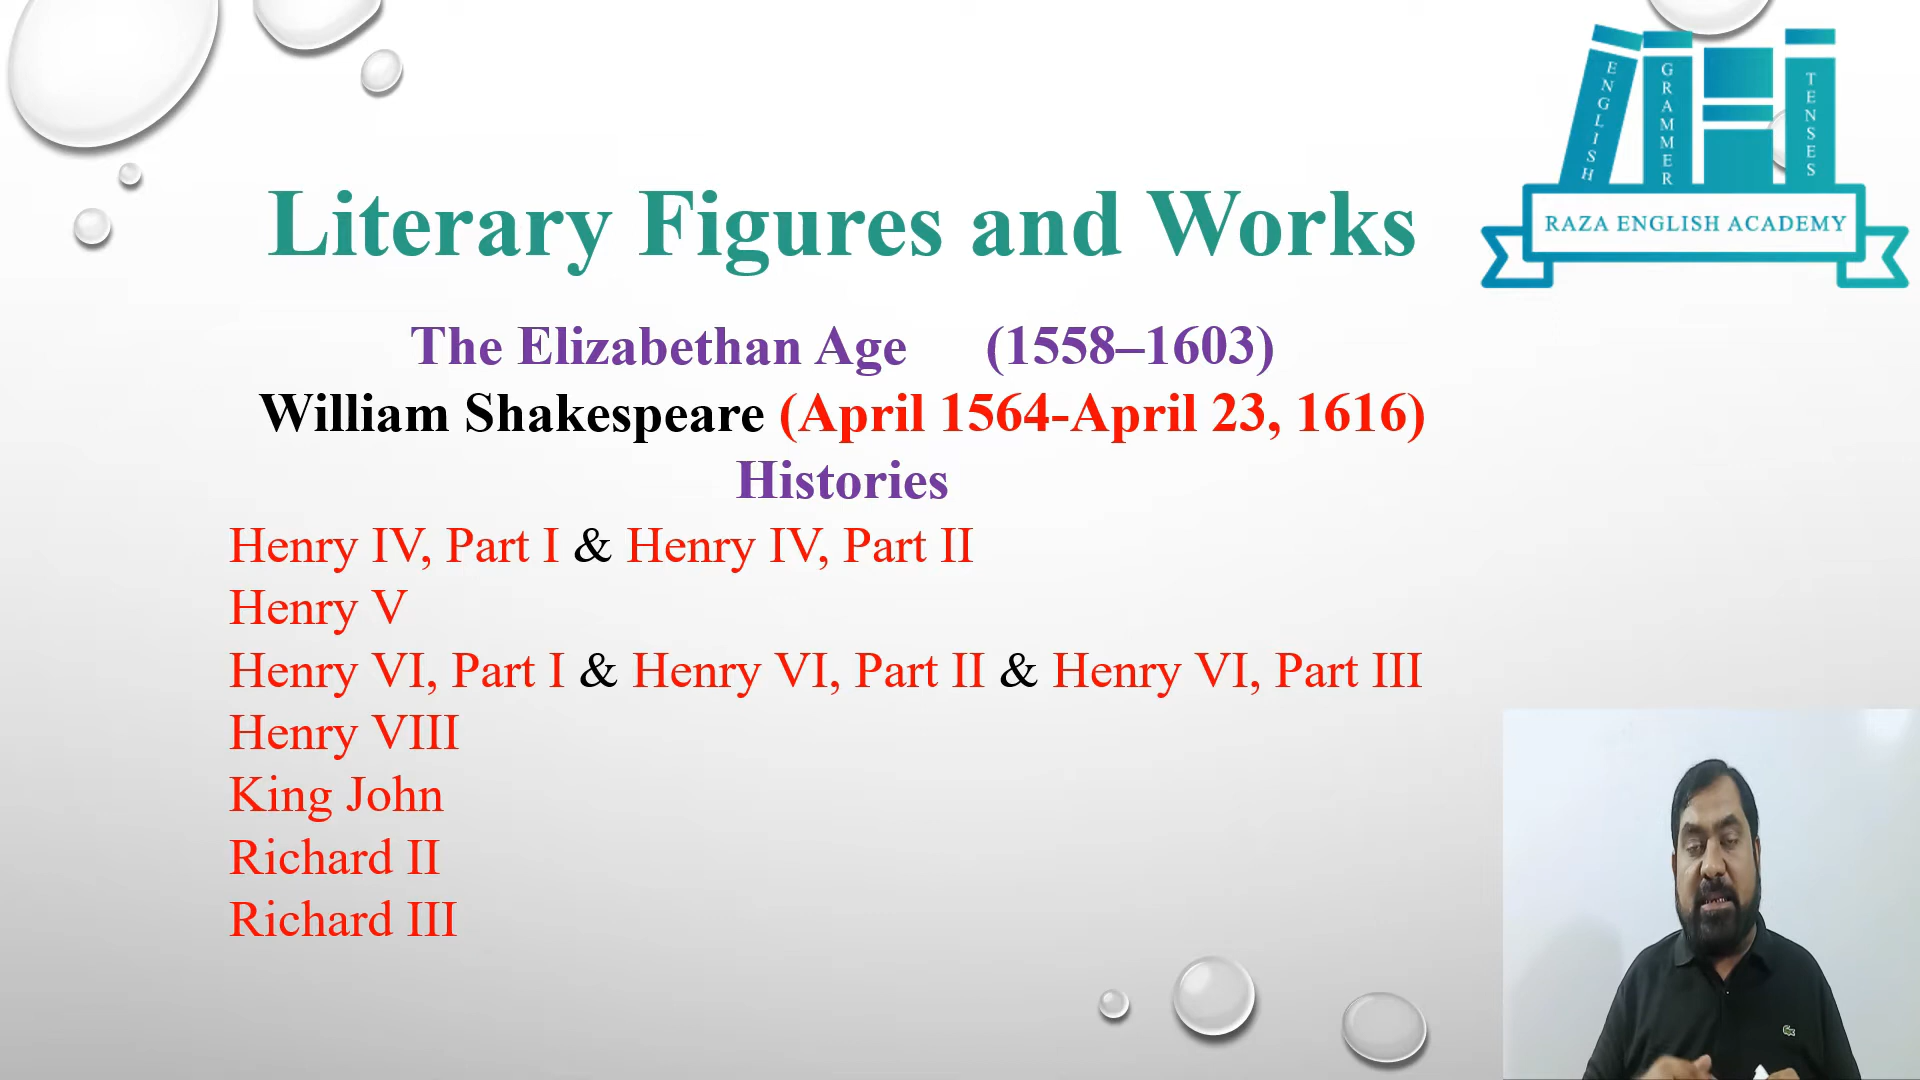 ENGLISH
GRAMMER
TENSES
RAZA ENGLISH ACADEMY
Literary Figures and Works
The Elizabethan Age (1558–1603)
William Shakespeare (April 1564-April 23, 1616)
Histories
Henry IV, Part I & Henry IV, Part II
Henry V
Henry VI, Part I & Henry VI, Part II & Henry VI, Part III
Henry VIII
King John
Richard II
Richard III